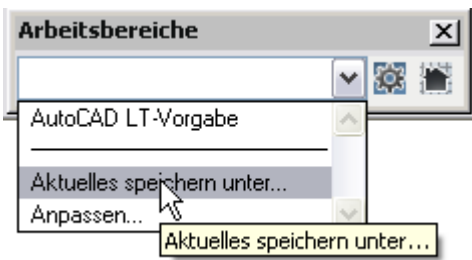 Arbeitsbereiche
AutoCAD LT-Vorgabe
Aktuelles speichern unter...
Anpassen...
Aktuelles speichern unter...